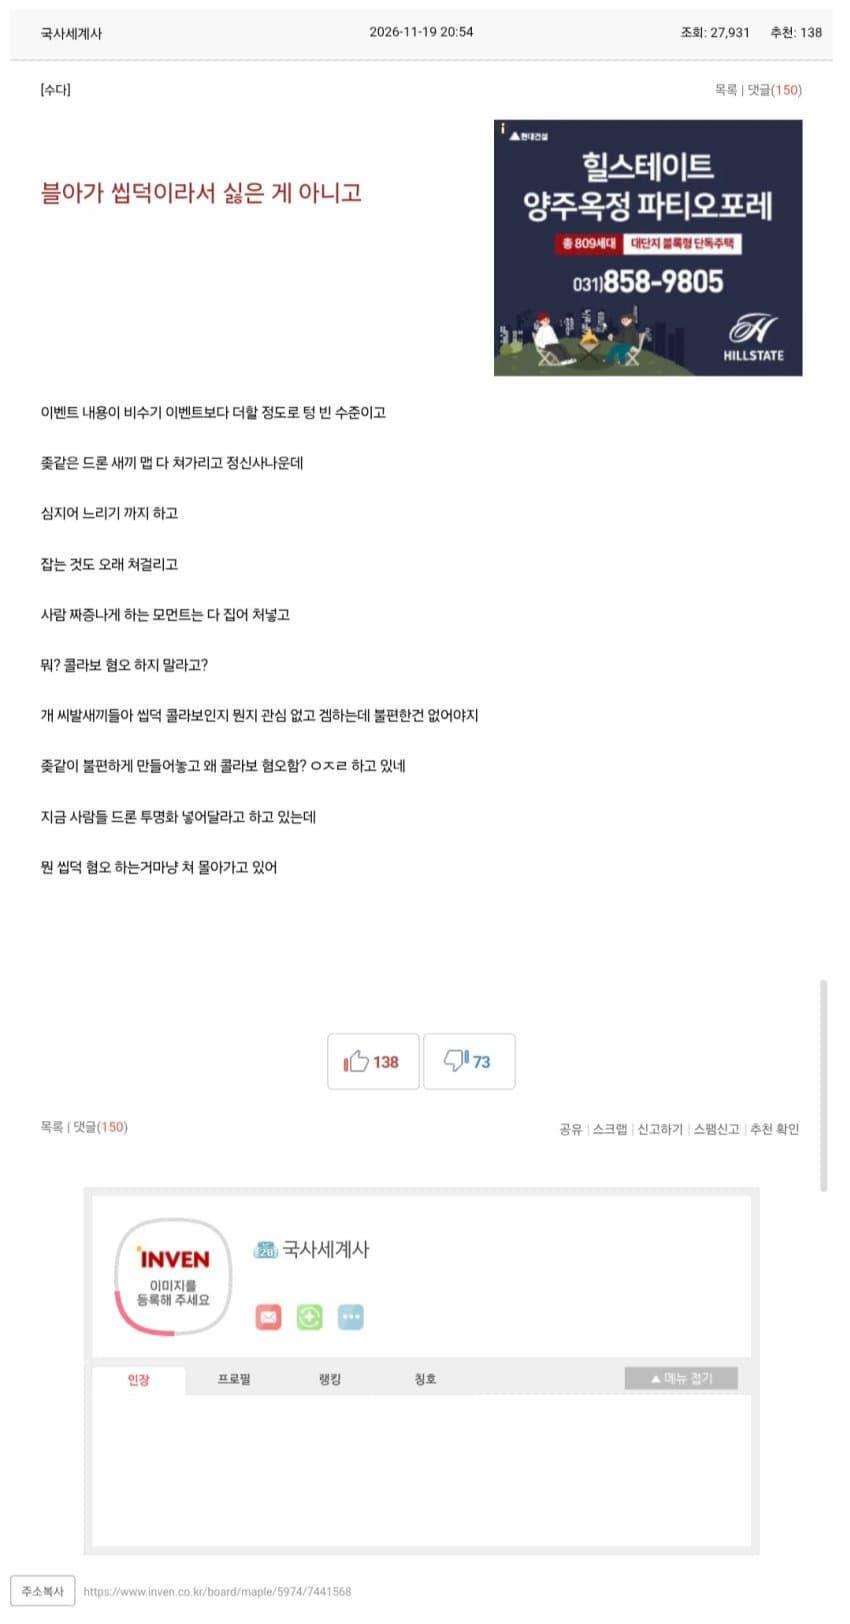 국사세계사 2026-11-19 20:54 조회: 27,931 추천: 138
[수다] 목록 | 댓글(150)
블아가 씹덕이라서 싫은 게 아니고
현대건설
힐스테이트
양주옥정 파티오포레
총 809세대 대단지 블록형 단독주택
031)858-9805
HILLSTATE
이벤트 내용이 비수기 이벤트보다 더할 정도로 텅 빈 수준이고
좆같은 드론 새끼 맵 다 쳐가리고 정신사나운데
심지어 느리기 까지 하고
잡는 것도 오래 쳐걸리고
사람 짜증나게 하는 모먼트는 다 집어 처넣고
뭐? 콜라보 혐오 하지 말라고?
개 씨발새끼들아 씹덕 콜라보인지 뭔지 관심 없고 겜하는데 불편한건 없어야지
좆같이 불편하게 만들어놓고 왜 콜라보 혐오함? ㅇㅈㄹ 하고 있네
지금 사람들 드론 투명화 넣어달라고 하고 있는데
뭔 씹덕 혐오 하는거마냥 쳐 몰아가고 있어
138 73
목록 | 댓글(150) 공유 | 스크랩 | 신고하기 | 스팸신고 | 추천 확인
INVEN
이미지를
등록해 주세요
20 국사세계사
인장 프로필 랭킹 칭호 ▲ 메뉴 접기
주소복사 https://www.inven.co.kr/board/maple/5974/7441568